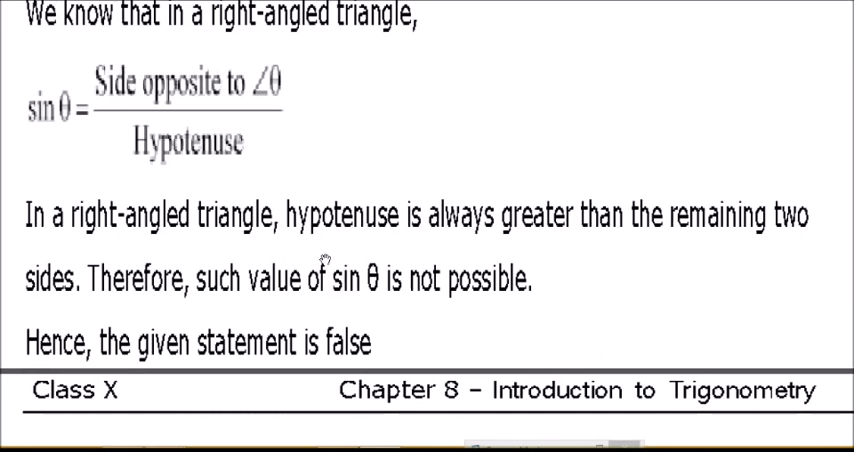 We know that in a right-angled triangle,
sin θ = Side opposite to ∠θ / Hypotenuse
In a right-angled triangle, hypotenuse is always greater than the remaining two
sides. Therefore, such value of sin θ is not possible.
Hence, the given statement is false
Class X Chapter 8 – Introduction to Trigonometry